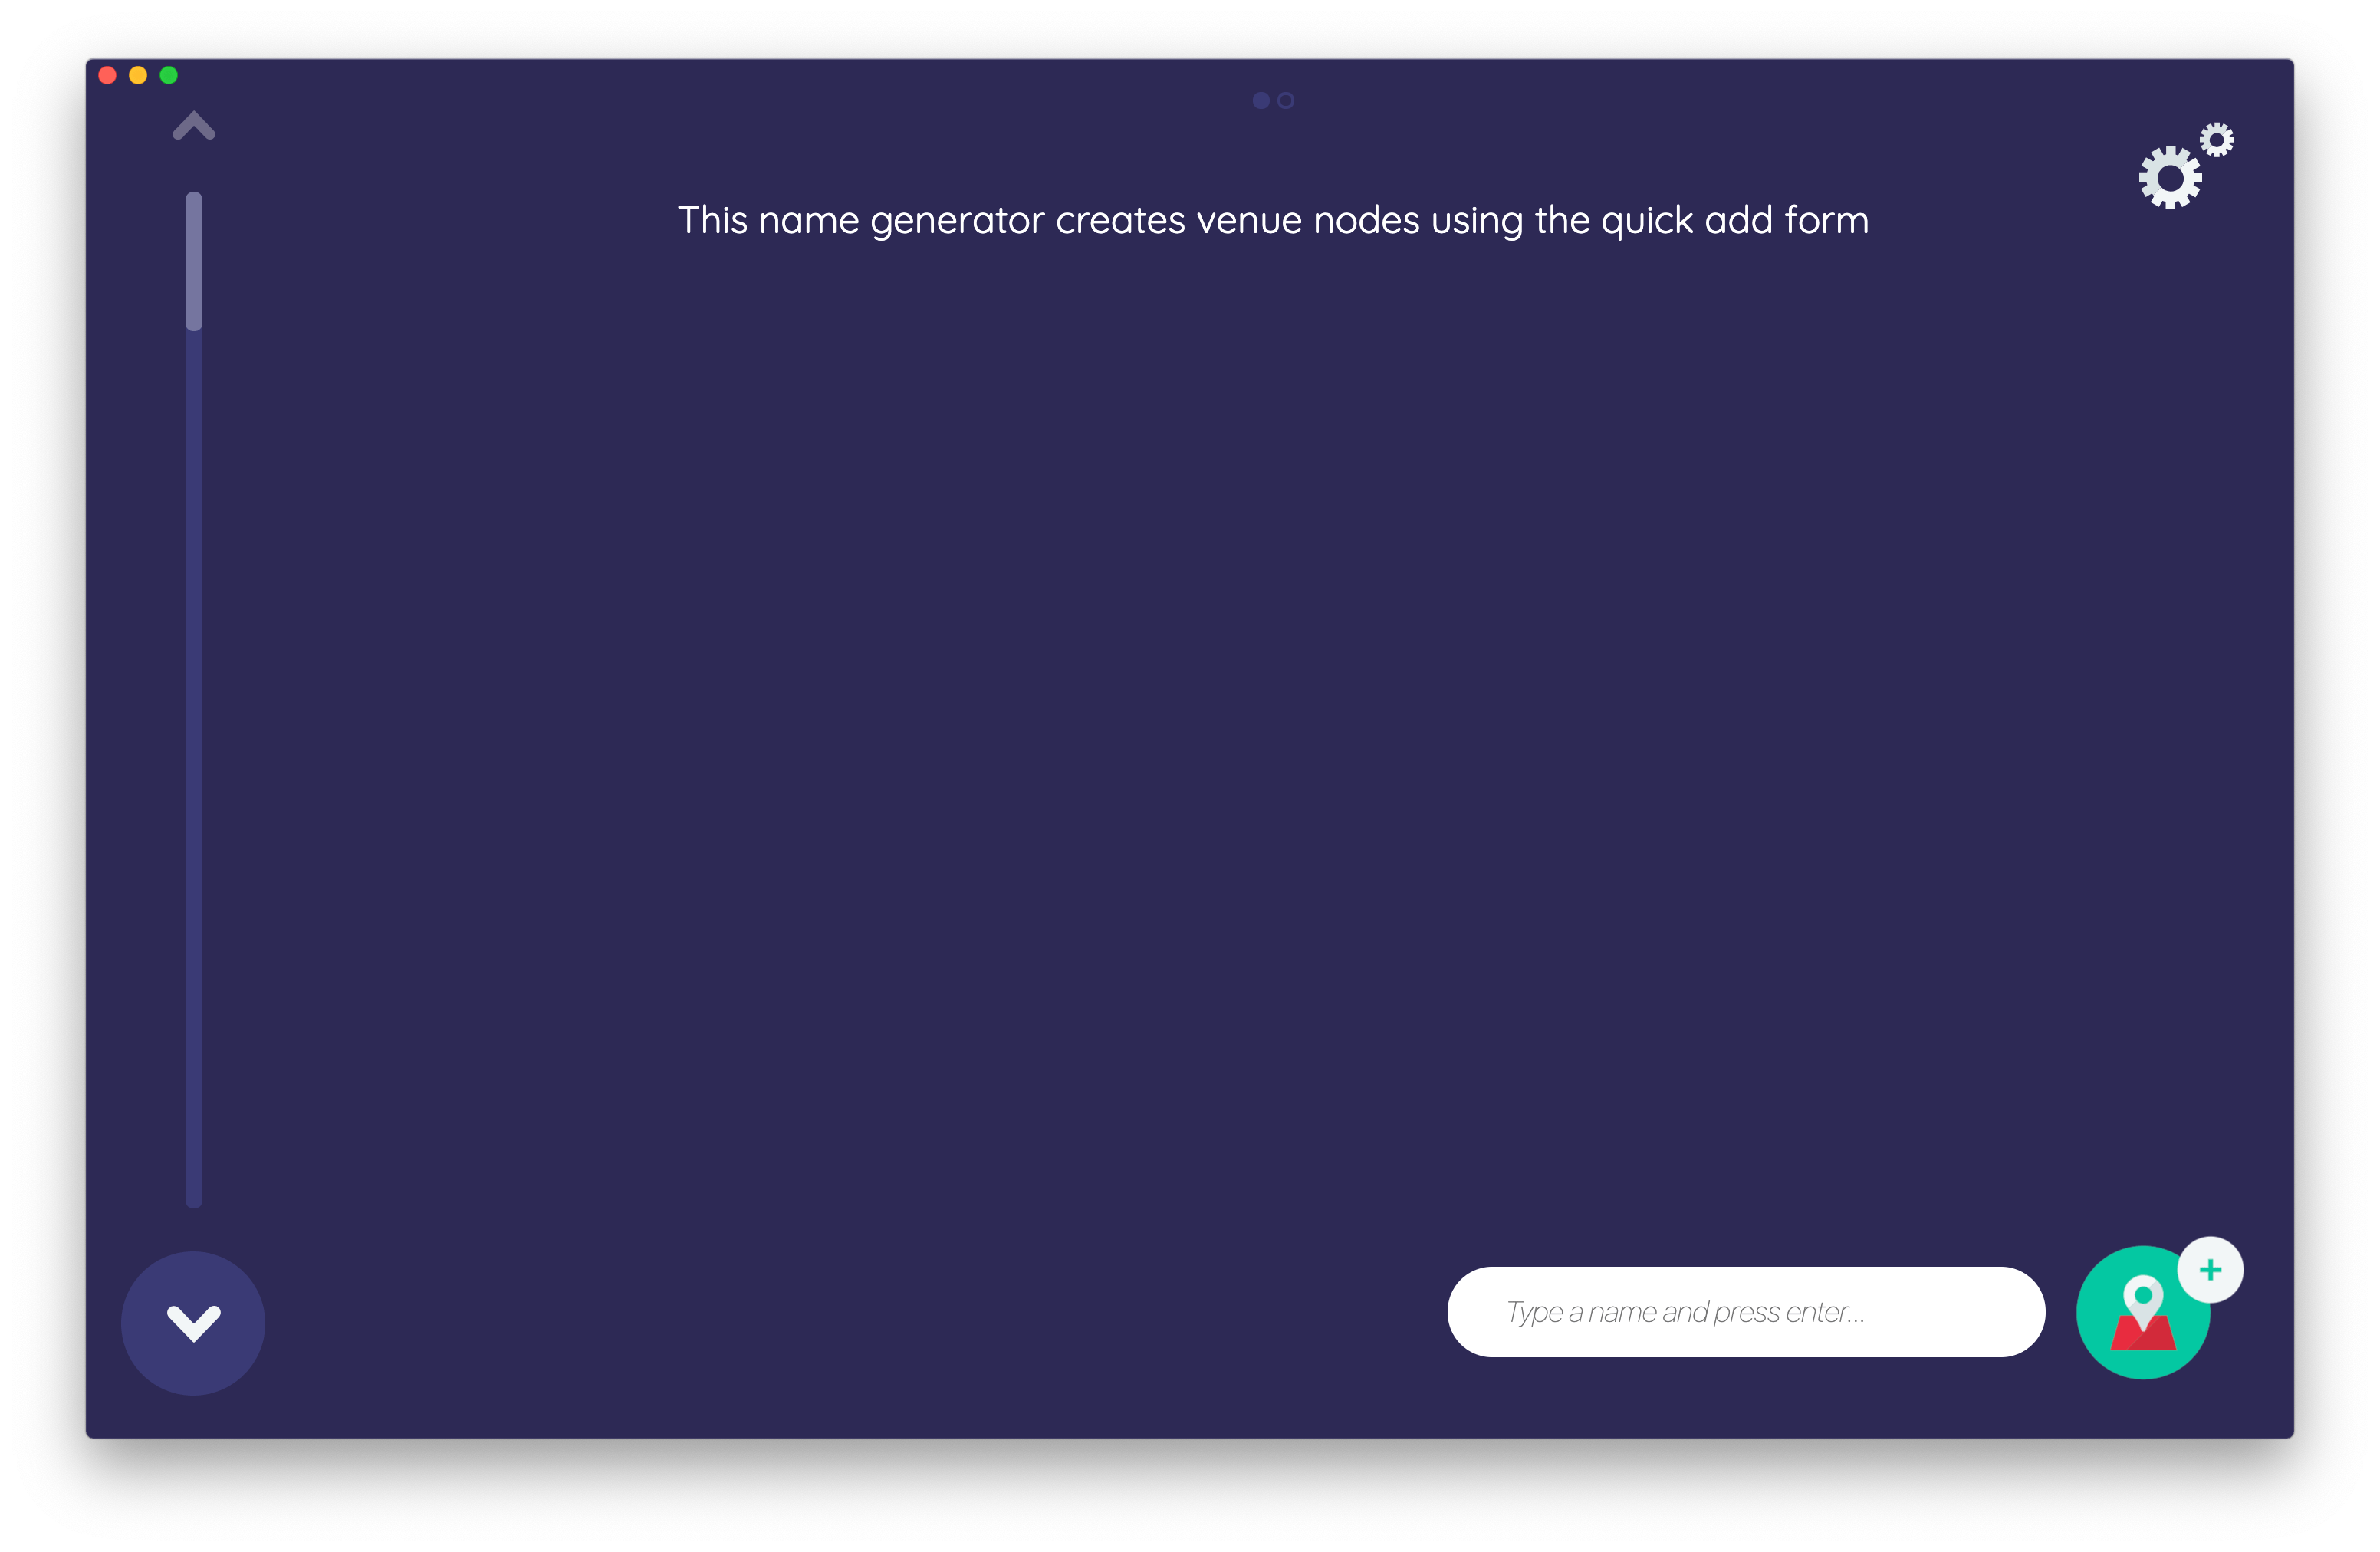 This name generator creates venue nodes using the quick add form
Type a name and press enter...